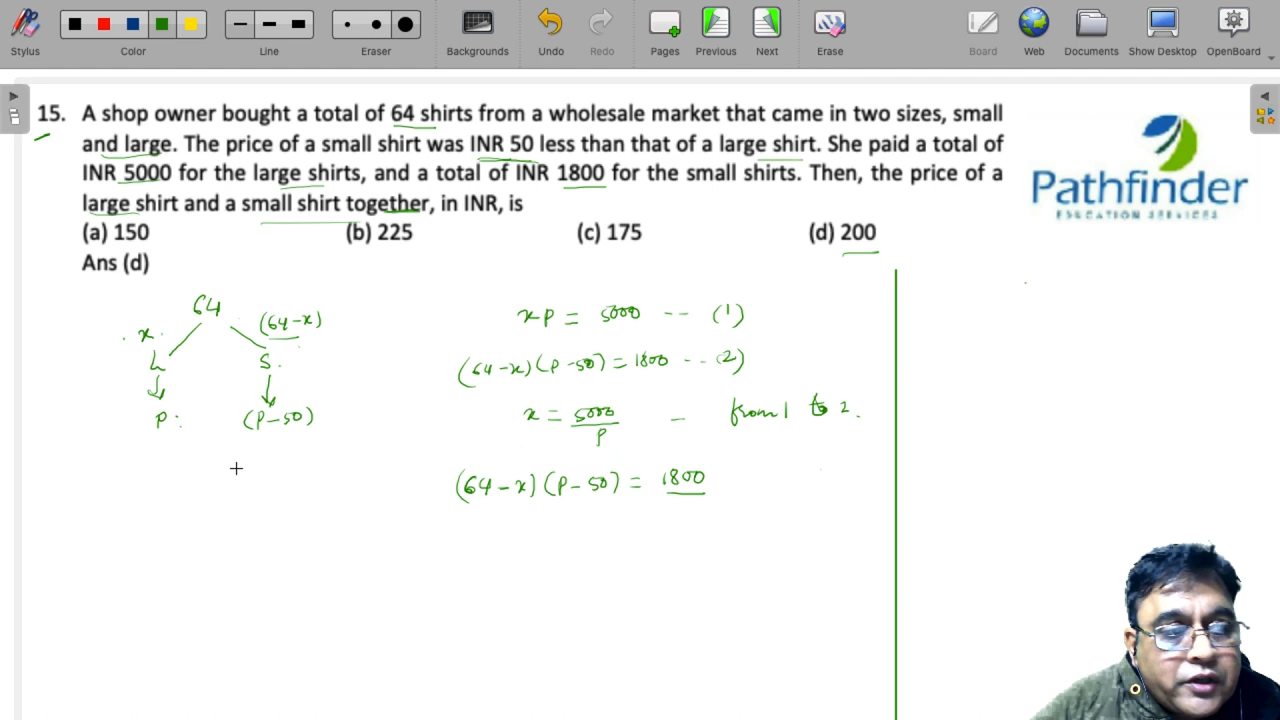 Stylus
Color
Line
Eraser
Backgrounds
Undo
Redo
Pages
Previous
Next
Erase
Board
Web
Documents
Show Desktop
OpenBoard
15. A shop owner bought a total of 64 shirts from a wholesale market that came in two sizes, small
and large. The price of a small shirt was INR 50 less than that of a large shirt. She paid a total of
INR 5000 for the large shirts, and a total of INR 1800 for the small shirts. Then, the price of a
large shirt and a small shirt together, in INR, is
(a) 150 (b) 225 (c) 175 (d) 200
Ans (d)
Pathfinder
EDUCATION SERVICES
64
x (64-x)
L S
P (P-50)
xP = 5000 -- (1)
(64-x)(P-50) = 1800 -- (2)
x = 5000/P - from 1 to 2.
(64-x)(P-50) = 1800